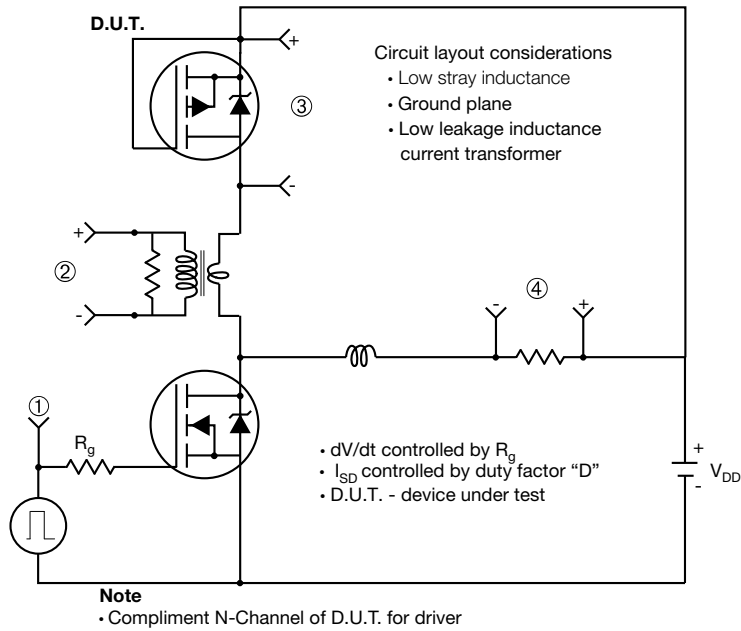 D.U.T.
+
Circuit layout considerations
• Low stray inductance
③
• Ground plane
• Low leakage inductance
current transformer
-
+
②
-
④
-
+
①
R_g
• dV/dt controlled by R_g
• I_SD controlled by duty factor “D”
• D.U.T. - device under test
+
V_DD
-
Note
• Compliment N-Channel of D.U.T. for driver